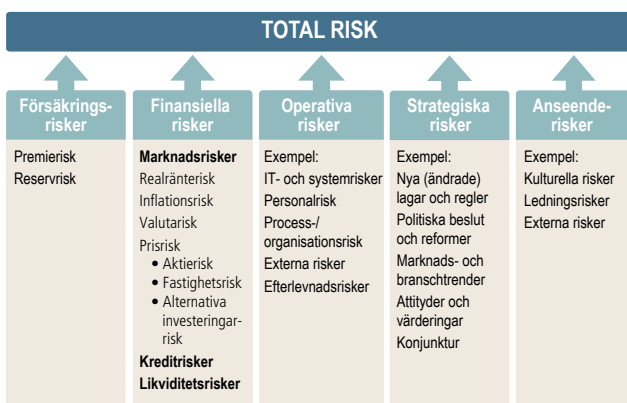 TOTAL RISK
Försäkrings-
risker
Premierisk
Reservrisk
Finansiella
risker
Marknadsrisker
Realränterisk
Inflationsrisk
Valutarisk
Prisrisk
• Aktierisk
• Fastighetsrisk
• Alternativa
investeringar-
risk
Kreditrisker
Likviditetsrisker
Operativa
risker
Exempel:
IT- och systemrisker
Personalrisk
Process-/
organisationsrisk
Externa risker
Efterlevnadsrisker
Strategiska
risker
Exempel:
Nya (ändrade)
lagar och regler
Politiska beslut
och reformer
Marknads- och
branschtrender
Attityder och
värderingar
Konjunktur
Anseende-
risker
Exempel:
Kulturella risker
Ledningsrisker
Externa risker